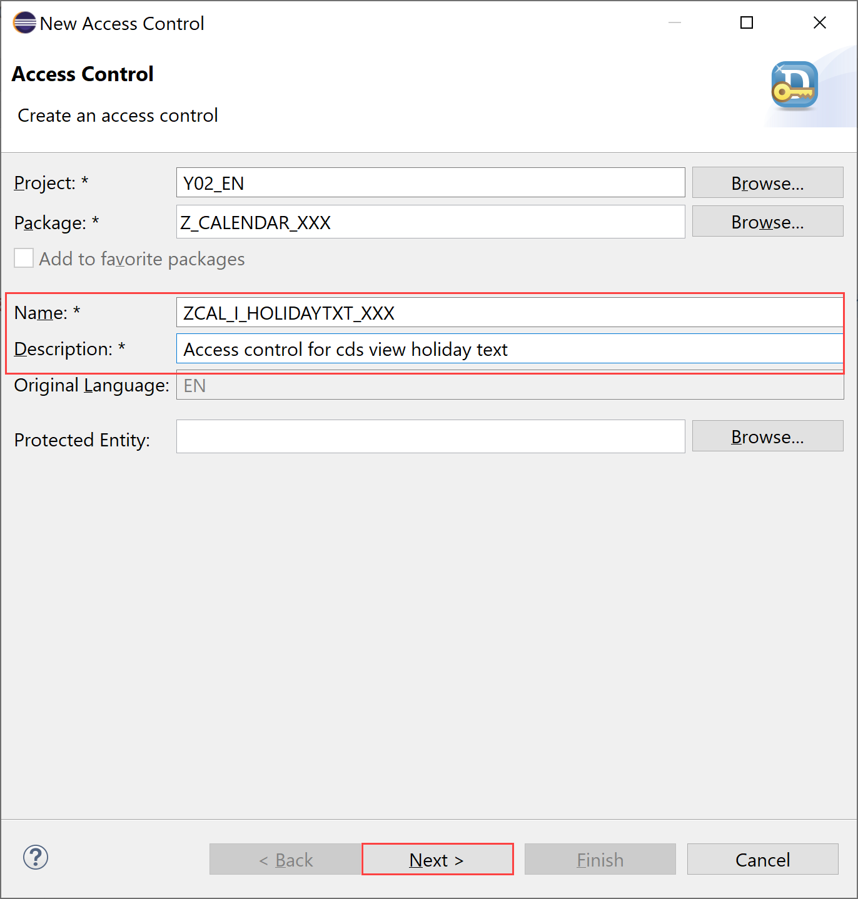 New Access Control
Access Control
Create an access control
Project: * Y02_EN Browse...
Package: * Z_CALENDAR_XXX Browse...
Add to favorite packages
Name: * ZCAL_I_HOLIDAYTXT_XXX
Description: * Access control for cds view holiday text
Original Language: EN
Protected Entity: Browse...
? < Back Next > Finish Cancel